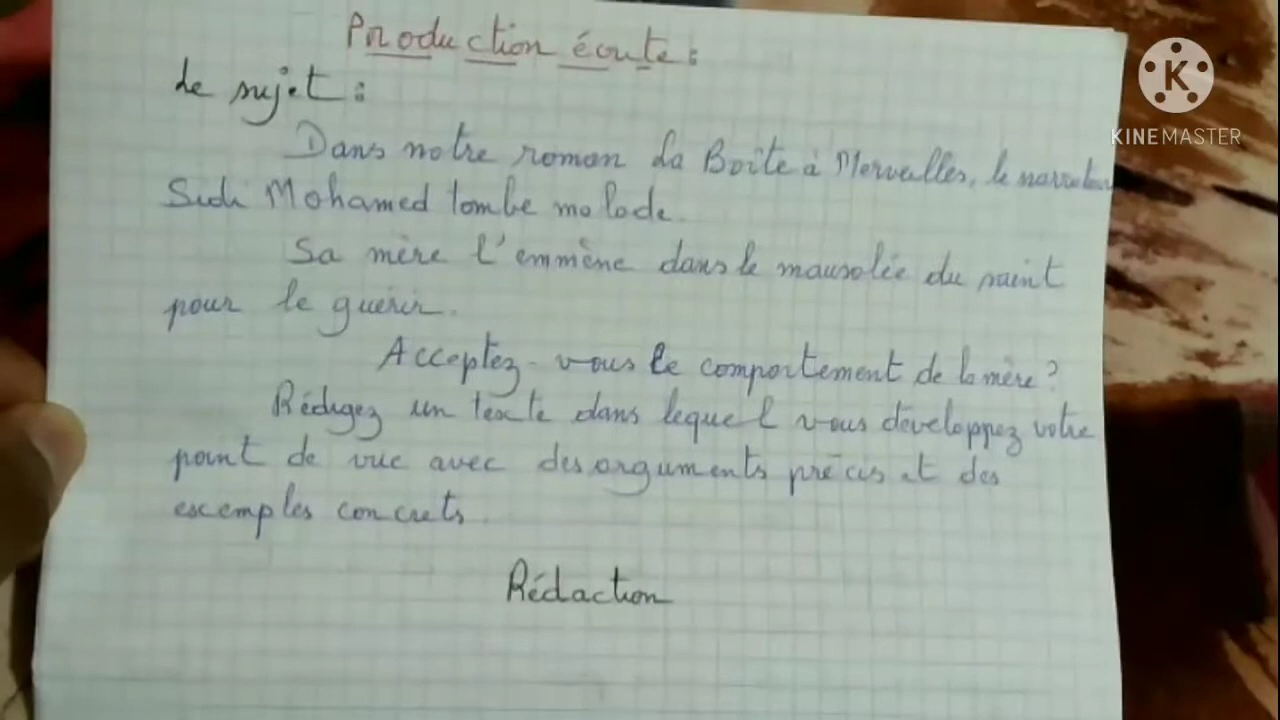 Production écrite :
Le sujet :
Dans notre roman La Boîte à Merveilles, le narrateur
Sidi Mohamed tombe malade.
Sa mère l'emmène dans le mausolée du saint
pour le guérir.
Acceptez-vous le comportement de la mère ?
Rédigez un texte dans lequel vous développez votre
point de vue avec des arguments précis et des
exemples concrets
Rédaction
KINEMASTER